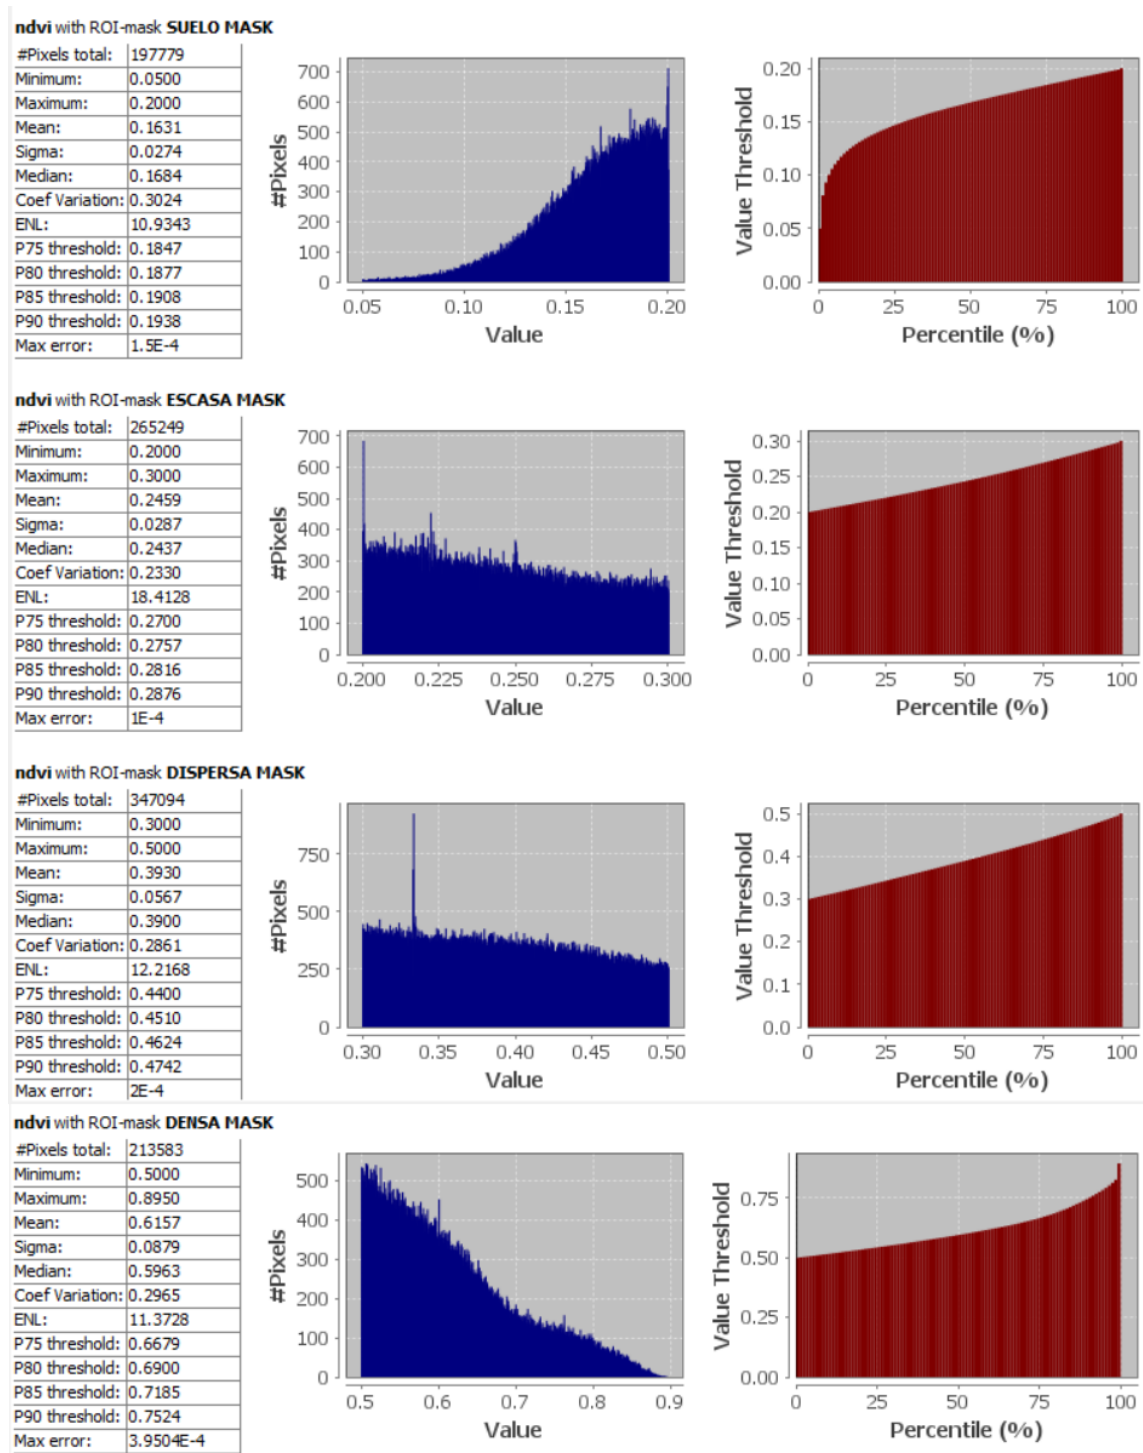 ndvi with ROI-mask SUELO MASK
#Pixels total: 197779
Minimum: 0.0500
Maximum: 0.2000
Mean: 0.1631
Sigma: 0.0274
Median: 0.1684
Coef Variation: 0.3024
ENL: 10.9343
P75 threshold: 0.1847
P80 threshold: 0.1877
P85 threshold: 0.1908
P90 threshold: 0.1938
Max error: 1.5E-4
#Pixels
700
600
500
400
300
200
100
0
0.05 0.10 0.15 0.20
Value
Value Threshold
0.20
0.15
0.10
0.05
0.00
0 25 50 75 100
Percentile (%)
ndvi with ROI-mask ESCASA MASK
#Pixels total: 265249
Minimum: 0.2000
Maximum: 0.3000
Mean: 0.2459
Sigma: 0.0287
Median: 0.2437
Coef Variation: 0.2330
ENL: 18.4128
P75 threshold: 0.2700
P80 threshold: 0.2757
P85 threshold: 0.2816
P90 threshold: 0.2876
Max error: 1E-4
#Pixels
700
600
500
400
300
200
100
0
0.200 0.225 0.250 0.275 0.300
Value
Value Threshold
0.30
0.25
0.20
0.15
0.10
0.05
0.00
0 25 50 75 100
Percentile (%)
ndvi with ROI-mask DISPERSA MASK
#Pixels total: 347094
Minimum: 0.3000
Maximum: 0.5000
Mean: 0.3930
Sigma: 0.0567
Median: 0.3900
Coef Variation: 0.2861
ENL: 12.2168
P75 threshold: 0.4400
P80 threshold: 0.4510
P85 threshold: 0.4624
P90 threshold: 0.4742
Max error: 2E-4
#Pixels
750
500
250
0
0.30 0.35 0.40 0.45 0.50
Value
Value Threshold
0.5
0.4
0.3
0.2
0.1
0.0
0 25 50 75 100
Percentile (%)
ndvi with ROI-mask DENSA MASK
#Pixels total: 213583
Minimum: 0.5000
Maximum: 0.8950
Mean: 0.6157
Sigma: 0.0879
Median: 0.5963
Coef Variation: 0.2965
ENL: 11.3728
P75 threshold: 0.6679
P80 threshold: 0.6900
P85 threshold: 0.7185
P90 threshold: 0.7524
Max error: 3.9504E-4
#Pixels
500
400
300
200
100
0
0.5 0.6 0.7 0.8 0.9
Value
Value Threshold
0.75
0.50
0.25
0.00
0 25 50 75 100
Percentile (%)